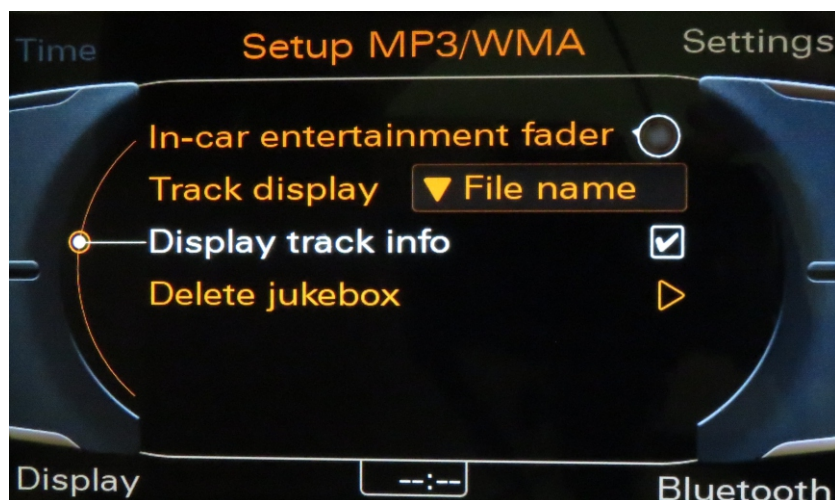 Time Setup MP3/WMA Settings
In-car entertainment fader
Track display File name
Display track info
Delete jukebox
Display --:-- Bluetooth